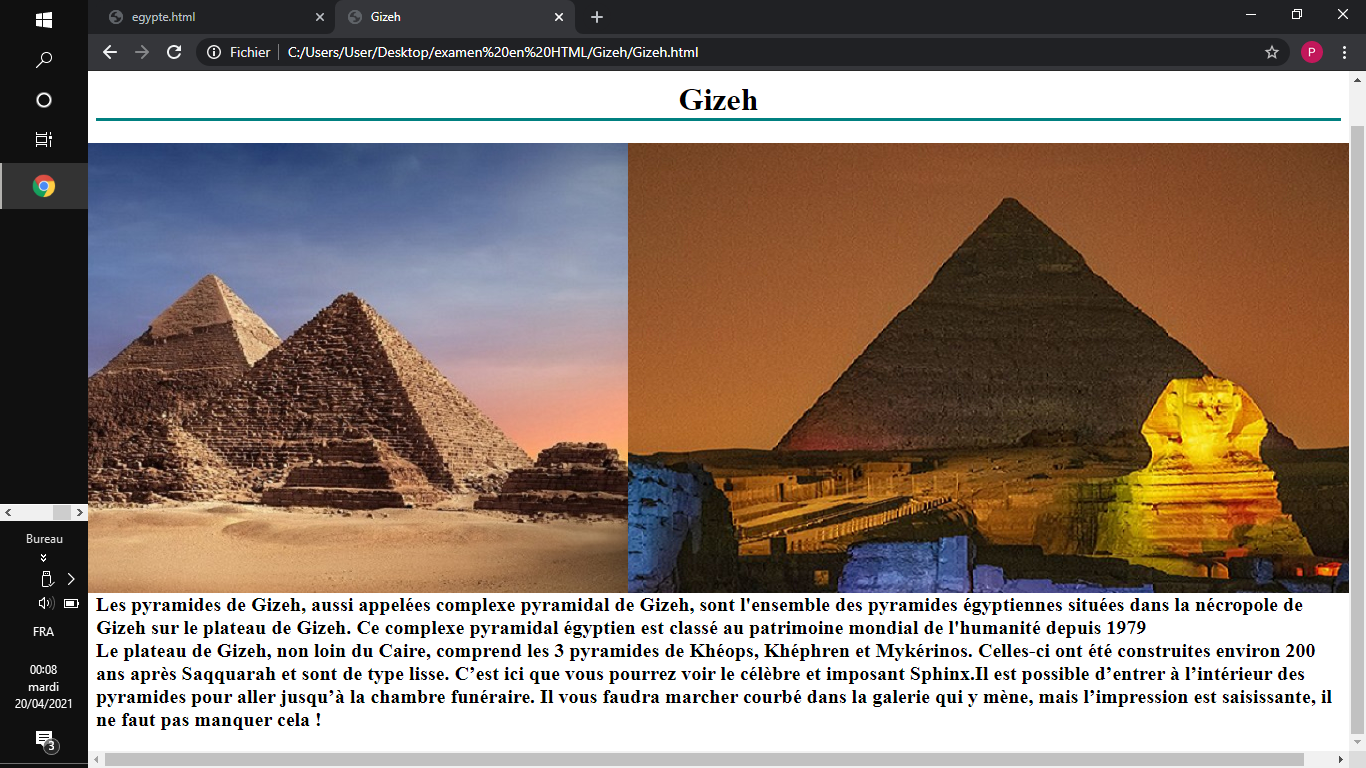 egypte.html
Gizeh
Fichier
C:/Users/User/Desktop/examen%20en%20HTML/Gizeh/Gizeh.html
P
Gizeh
Les pyramides de Gizeh, aussi appelées complexe pyramidal de Gizeh, sont l'ensemble des pyramides égyptiennes situées dans la nécropole de
Gizeh sur le plateau de Gizeh. Ce complexe pyramidal égyptien est classé au patrimoine mondial de l'humanité depuis 1979
Le plateau de Gizeh, non loin du Caire, comprend les 3 pyramides de Khéops, Khéphren et Mykérinos. Celles-ci ont été construites environ 200
ans après Saqquarah et sont de type lisse. C’est ici que vous pourrez voir le célèbre et imposant Sphinx.Il est possible d’entrer à l’intérieur des
pyramides pour aller jusqu’à la chambre funéraire. Il vous faudra marcher courbé dans la galerie qui y mène, mais l’impression est saisissante, il
ne faut pas manquer cela !
Bureau
FRA
00:08
mardi
20/04/2021
3